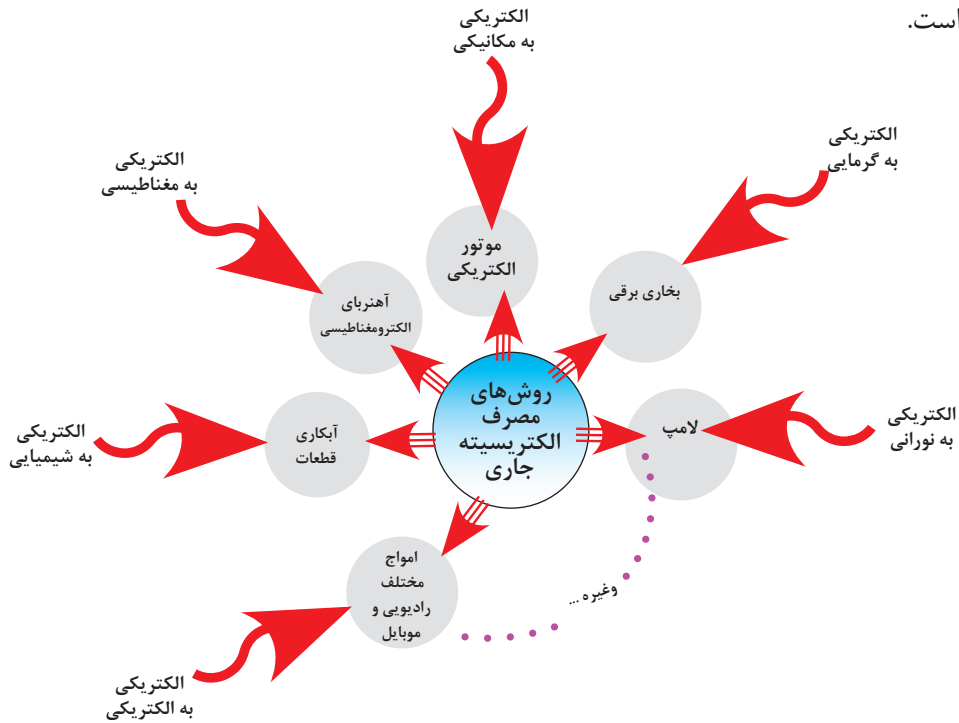 است.
الکتریکی
به مکانیکی
الکتریکی
به گرمایی
الکتریکی
به مغناطیسی
موتور
الکتریکی
بخاری برقی
آهنربای
الکترومغناطیسی
روش‌های
مصرف
الکتریسیته
جاری
لامپ
الکتریکی
به نورانی
آبکاری
قطعات
الکتریکی
به شیمیایی
امواج
مختلف
رادیویی و
موبایل
وغیره ...
الکتریکی
به الکتریکی